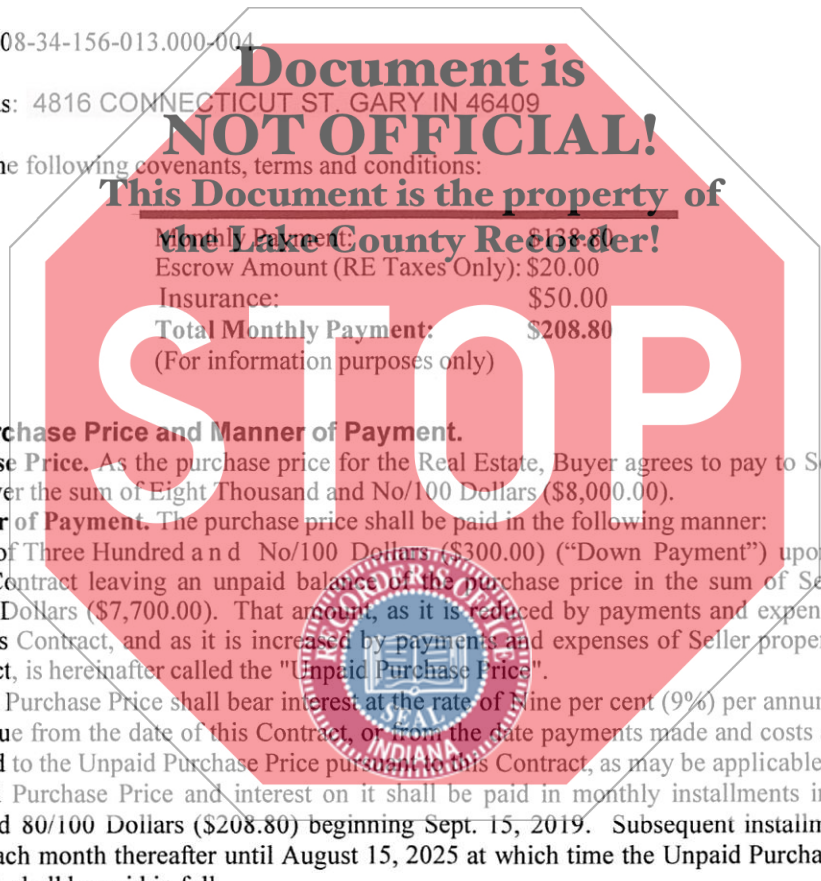 08-34-156-013.000-004
Document is
s: 4816 CONNECTICUT ST. GARY IN 46409
NOT OFFICIAL!
he following covenants, terms and conditions:
This Document is the property of
the Lake County Recorder!
Monthly Payment: $138.80
Escrow Amount (RE Taxes Only): $20.00
Insurance: $50.00
Total Monthly Payment: $208.80
(For information purposes only)
STOP
chase Price and Manner of Payment.
se Price. As the purchase price for the Real Estate, Buyer agrees to pay to S
er the sum of Eight Thousand and No/100 Dollars ($8,000.00).
r of Payment. The purchase price shall be paid in the following manner:
of Three Hundred and No/100 Dollars ($300.00) (“Down Payment”) upo
Contract leaving an unpaid balance of the purchase price in the sum of Se
Dollars ($7,700.00). That amount, as it is reduced by payments and expen
s Contract, and as it is increased by payments and expenses of Seller proper
ct, is hereinafter called the "Unpaid Purchase Price".
Purchase Price shall bear interest at the rate of Nine per cent (9%) per annu
ue from the date of this Contract, or from the date payments made and costs
d to the Unpaid Purchase Price pursuant to this Contract, as may be applicable
Purchase Price and interest on it shall be paid in monthly installments i
d 80/100 Dollars ($208.80) beginning Sept. 15, 2019. Subsequent installm
ach month thereafter until August 15, 2025 at which time the Unpaid Purcha
RECORDER'S OFFICE
SEAL
INDIANA